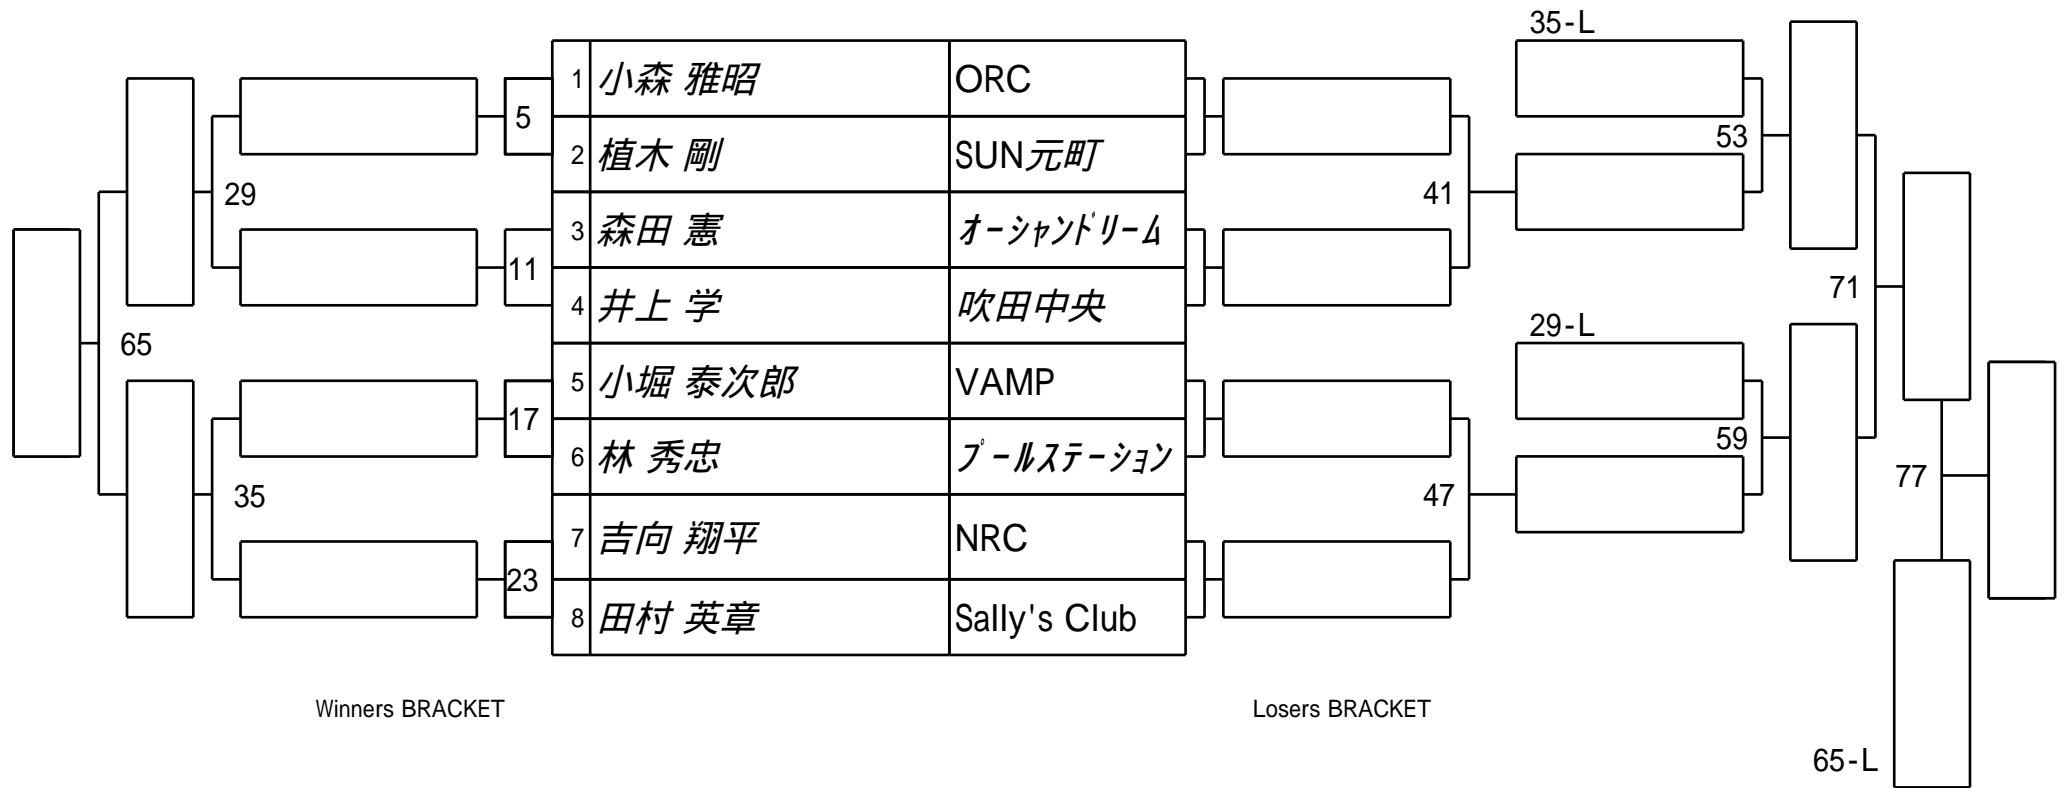 35-L
1 小森 雅昭 ORC
5
53
2 植木 剛 SUN元町
29
41
3 森田 憲 オーシャンドリーム
11
4 井上 学 吹田中央
71
29-L
65
5 小堀 泰次郎 VAMP
17
59
6 林 秀忠 プールステーション
77
35
47
7 吉向 翔平 NRC
23
8 田村 英章 Sally's Club
Winners BRACKET
Losers BRACKET
65-L